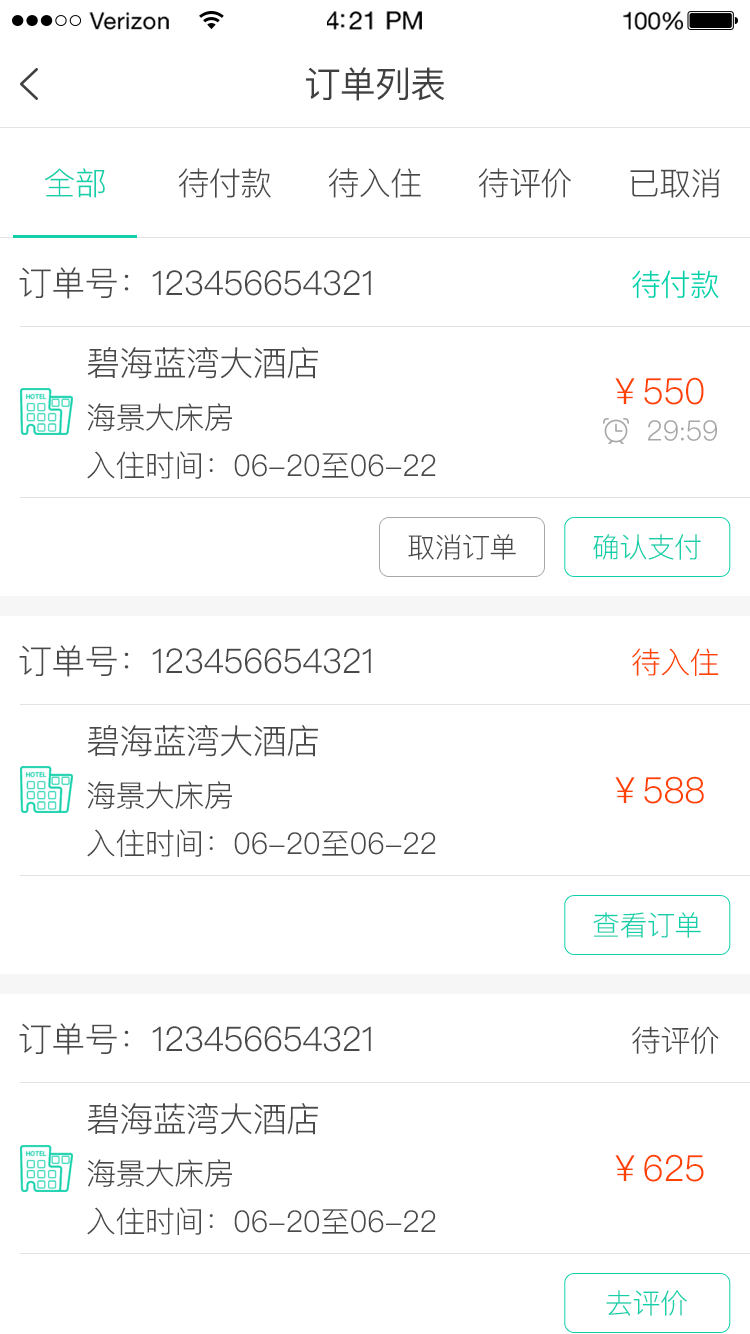 Verizon 4:21 PM 100%
订单列表
全部 待付款 待入住 待评价 已取消
订单号：123456654321 待付款
碧海蓝湾大酒店
HOTEL
海景大床房
¥550
29:59
入住时间：06-20至06-22
取消订单 确认支付
订单号：123456654321 待入住
碧海蓝湾大酒店
HOTEL
海景大床房
¥588
入住时间：06-20至06-22
查看订单
订单号：123456654321 待评价
碧海蓝湾大酒店
HOTEL
海景大床房
¥625
入住时间：06-20至06-22
去评价